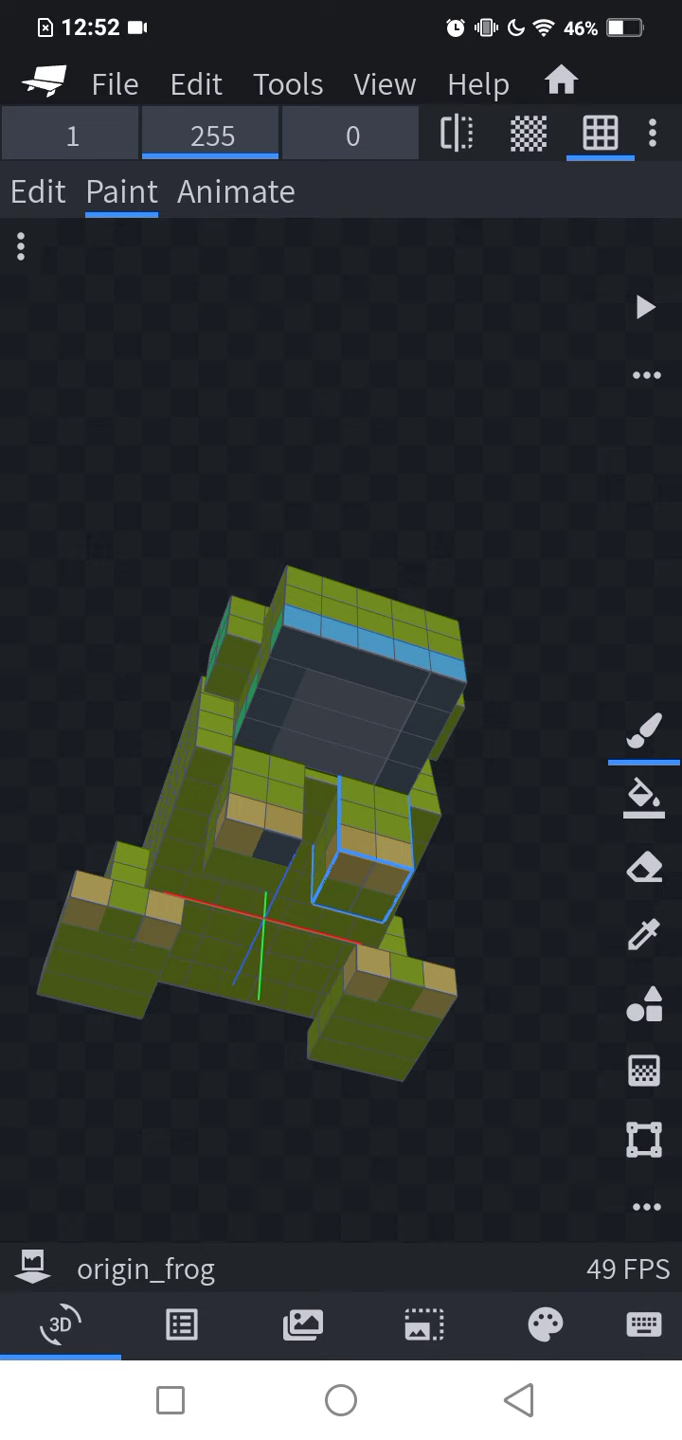 12:52 46%
File Edit Tools View Help
1 255 0
Edit Paint Animate
origin_frog 49 FPS
3D